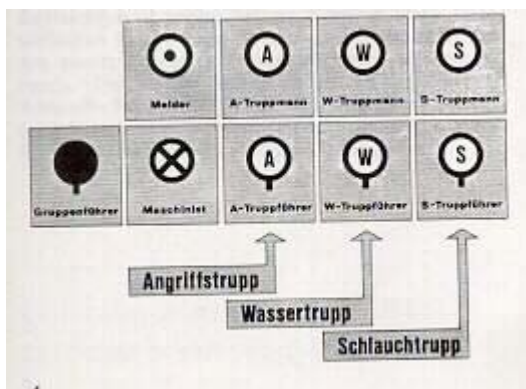 A W S
Melder A-Truppmann W-Truppmann S-Truppmann
A W S
Gruppenführer Maschinist A-Truppführer W-Truppführer S-Truppführer
Angriffstrupp
Wassertrupp
Schlauchtrupp